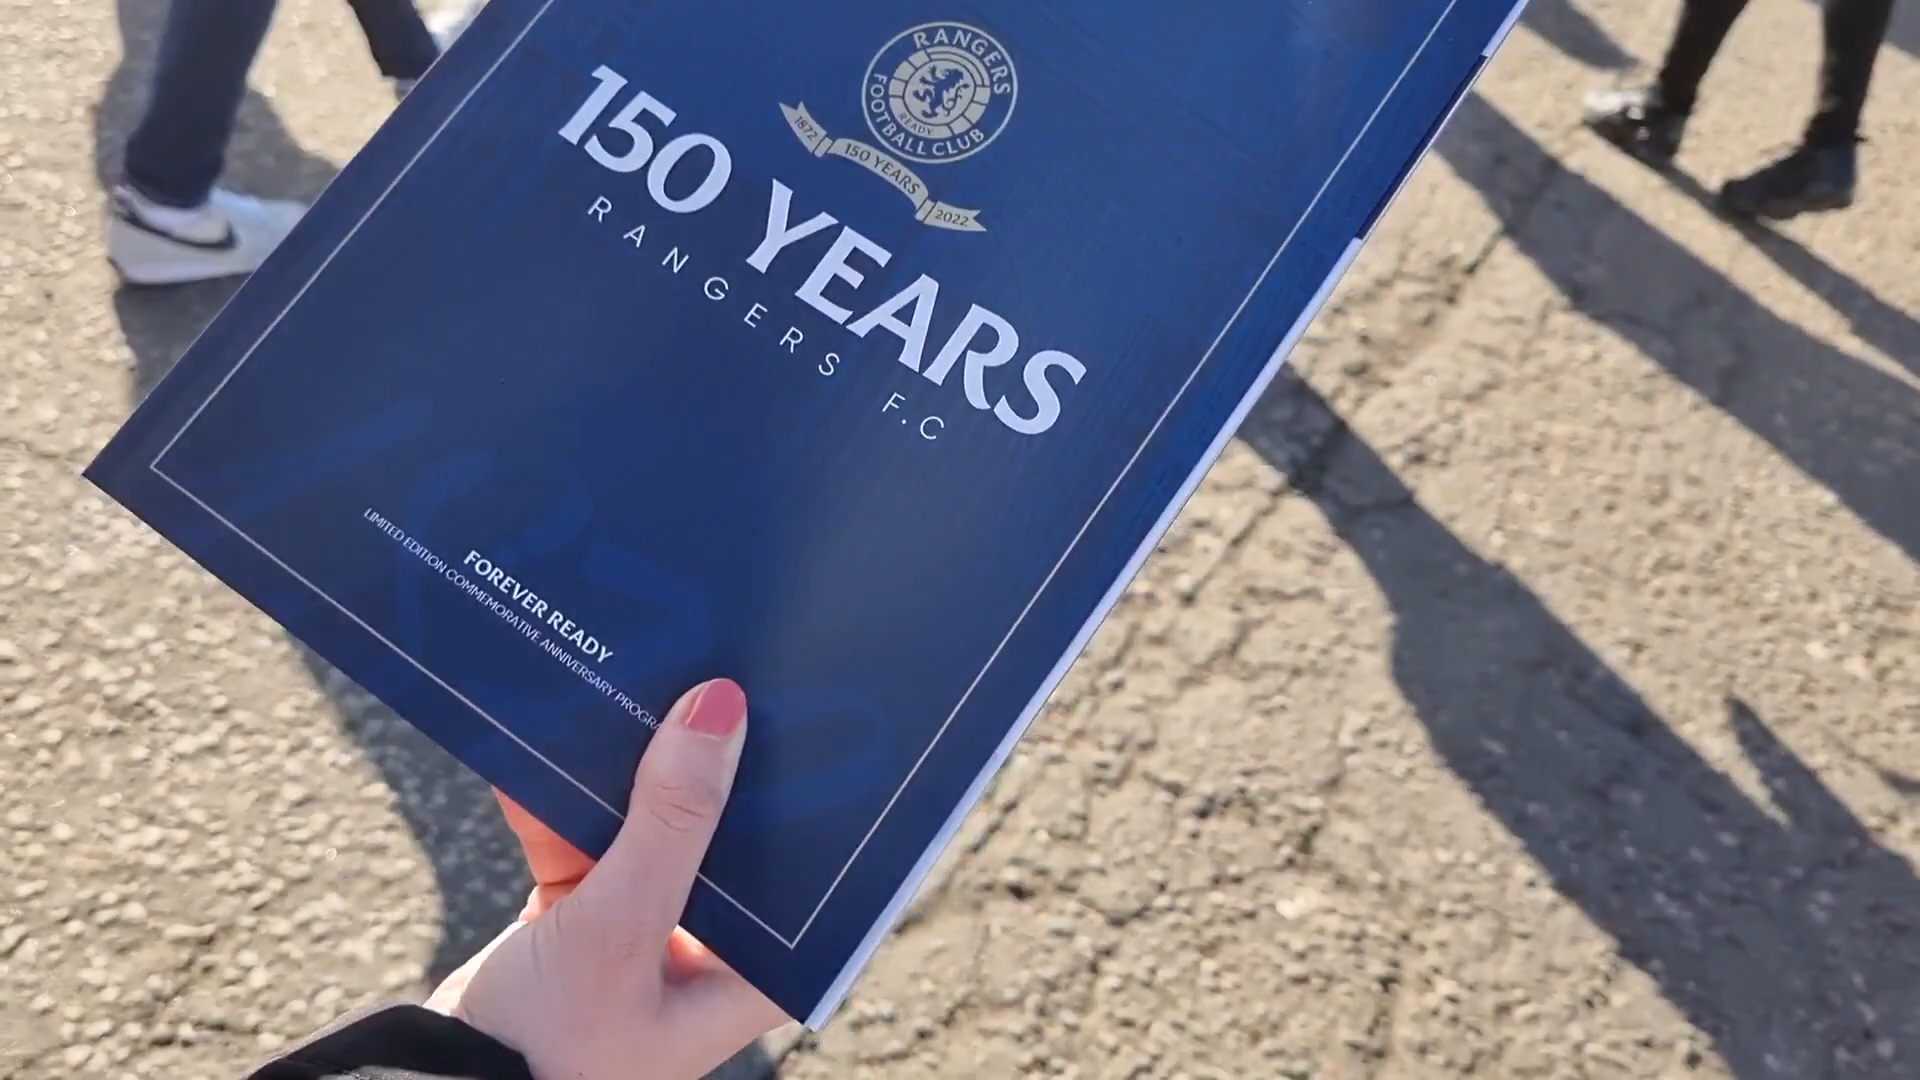 RANGERS
FOOTBALL CLUB
READY
1872 150 YEARS 2022
150 YEARS
RANGERS F.C
FOREVER READY
LIMITED EDITION COMMEMORATIVE ANNIVERSARY